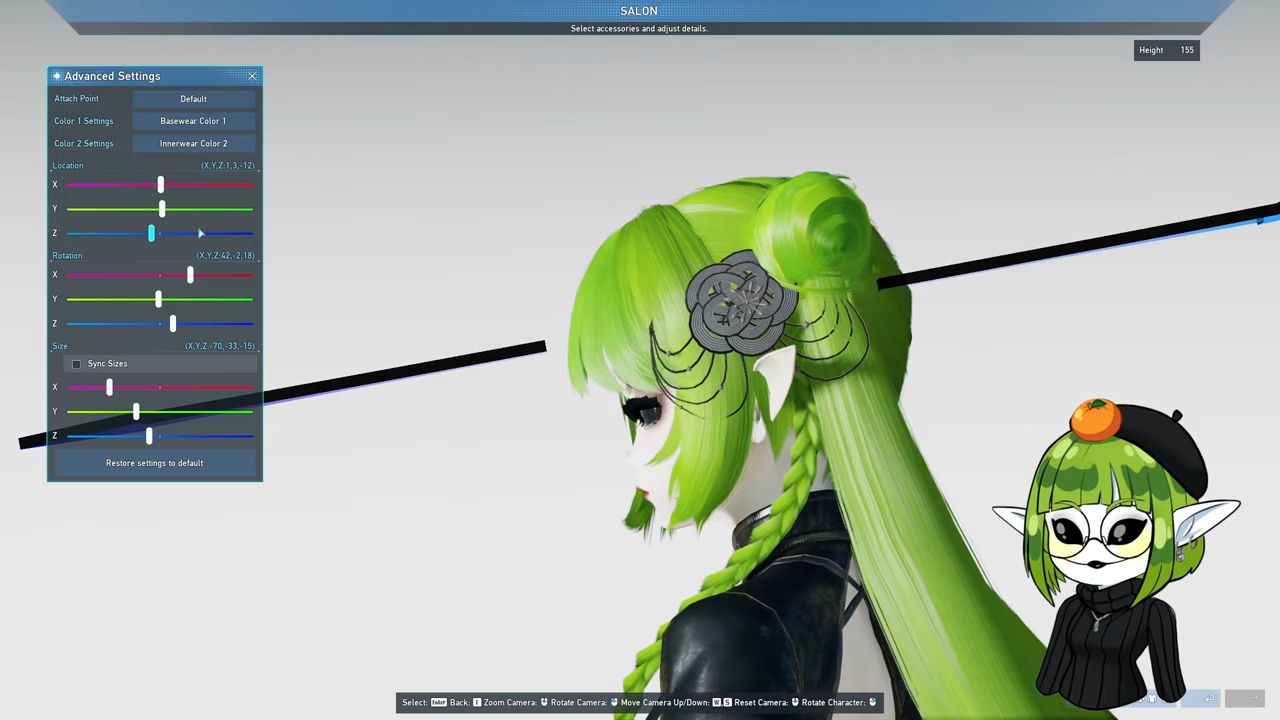 SALON
Select accessories and adjust details.
Height 155
Advanced Settings
Attach Point Default
Color 1 Settings Basewear Color 1
Color 2 Settings Innerwear Color 2
Location (X,Y,Z:1,3,-12)
X
Y
Z
Rotation (X,Y,Z:42,-2,18)
X
Y
Z
Size (X,Y,Z:-70,-33,-15)
Sync Sizes
X
Y
Z
Restore settings to default
Select: Enter Back: E Zoom Camera: Rotate Camera: Move Camera Up/Down: W,S Reset Camera: Rotate Character: